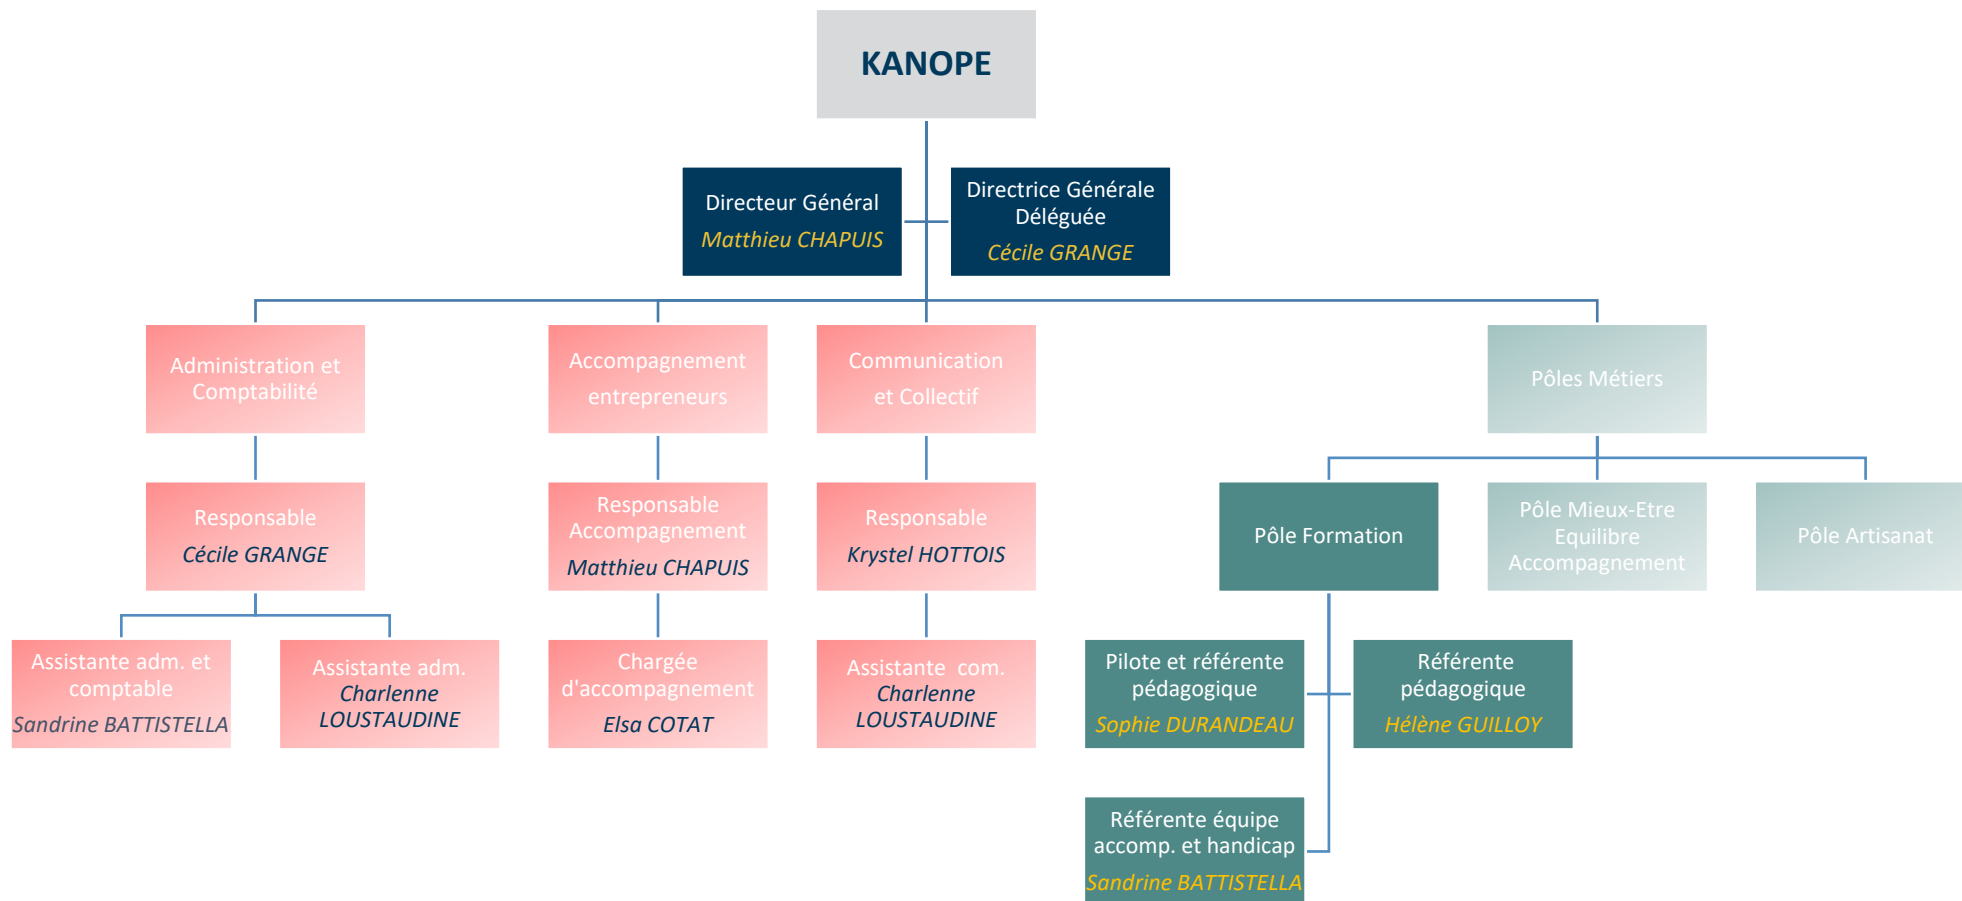 KANOPE
Directeur Général
Matthieu CHAPUIS
Directrice Générale
Déléguée
Cécile GRANGE
Administration et
Comptabilité
Accompagnement
entrepreneurs
Communication
et Collectif
Pôles Métiers
Responsable
Cécile GRANGE
Responsable
Accompagnement
Matthieu CHAPUIS
Responsable
Krystel HOTTOIS
Pôle Formation
Pôle Mieux-Etre
Equilibre
Accompagnement
Pôle Artisanat
Assistante adm. et
comptable
Sandrine BATTISTELLA
Assistante adm.
Charlenne
LOUSTAUDINE
Chargée
d'accompagnement
Elsa COTAT
Assistante com.
Charlenne
LOUSTAUDINE
Pilote et référente
pédagogique
Sophie DURANDEAU
Référente
pédagogique
Hélène GUILLOY
Référente équipe
accomp. et handicap
Sandrine BATTISTELLA